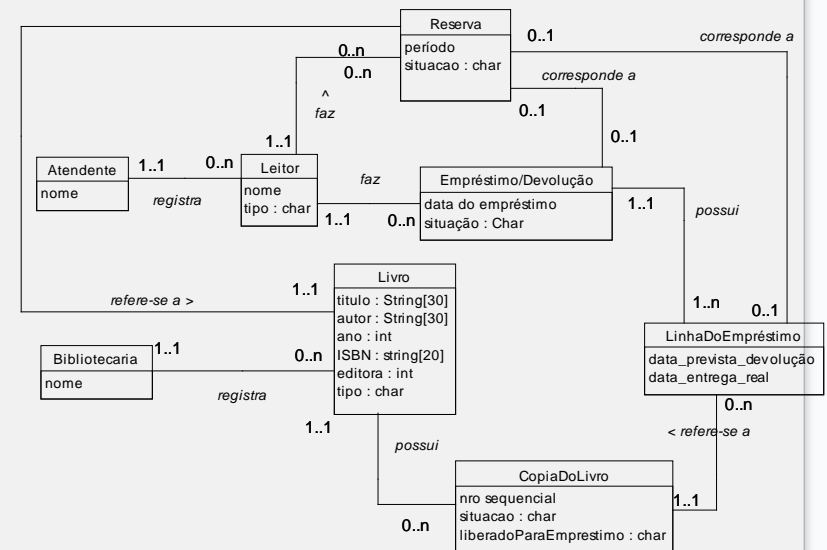 Reserva
período
situacao : char
0..1
corresponde a
corresponde a
0..1
0..1
0..n
0..n
^
faz
1..1
Atendente
nome
1..1
0..n
registra
Leitor
nome
tipo : char
faz
1..1
0..n
Empréstimo/Devolução
data do empréstimo
situação : Char
1..1
possui
1..n
0..1
refere-se a >
1..1
Livro
titulo : String[30]
autor : String[30]
ano : int
ISBN : string[20]
editora : int
tipo : char
LinhaDoEmpréstimo
data_prevista_devolução
data_entrega_real
Bibliotecaria
nome
1..1
0..n
registra
0..n
< refere-se a
1..1
possui
0..n
CopiaDoLivro
nro sequencial
situacao : char
liberadoParaEmprestimo : char
1..1